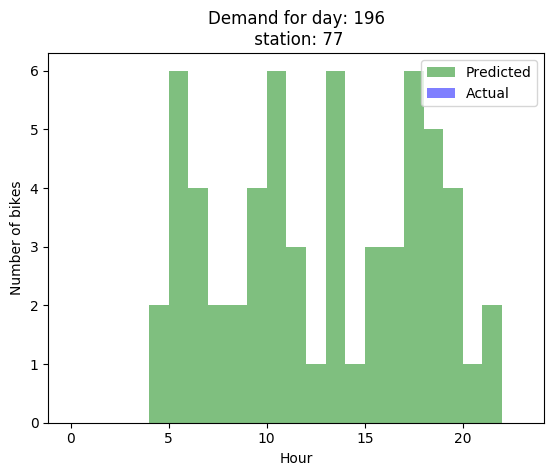 Demand for day: 196
station: 77
Predicted
Actual
Number of bikes
6
5
4
3
2
1
0
0 5 10 15 20
Hour